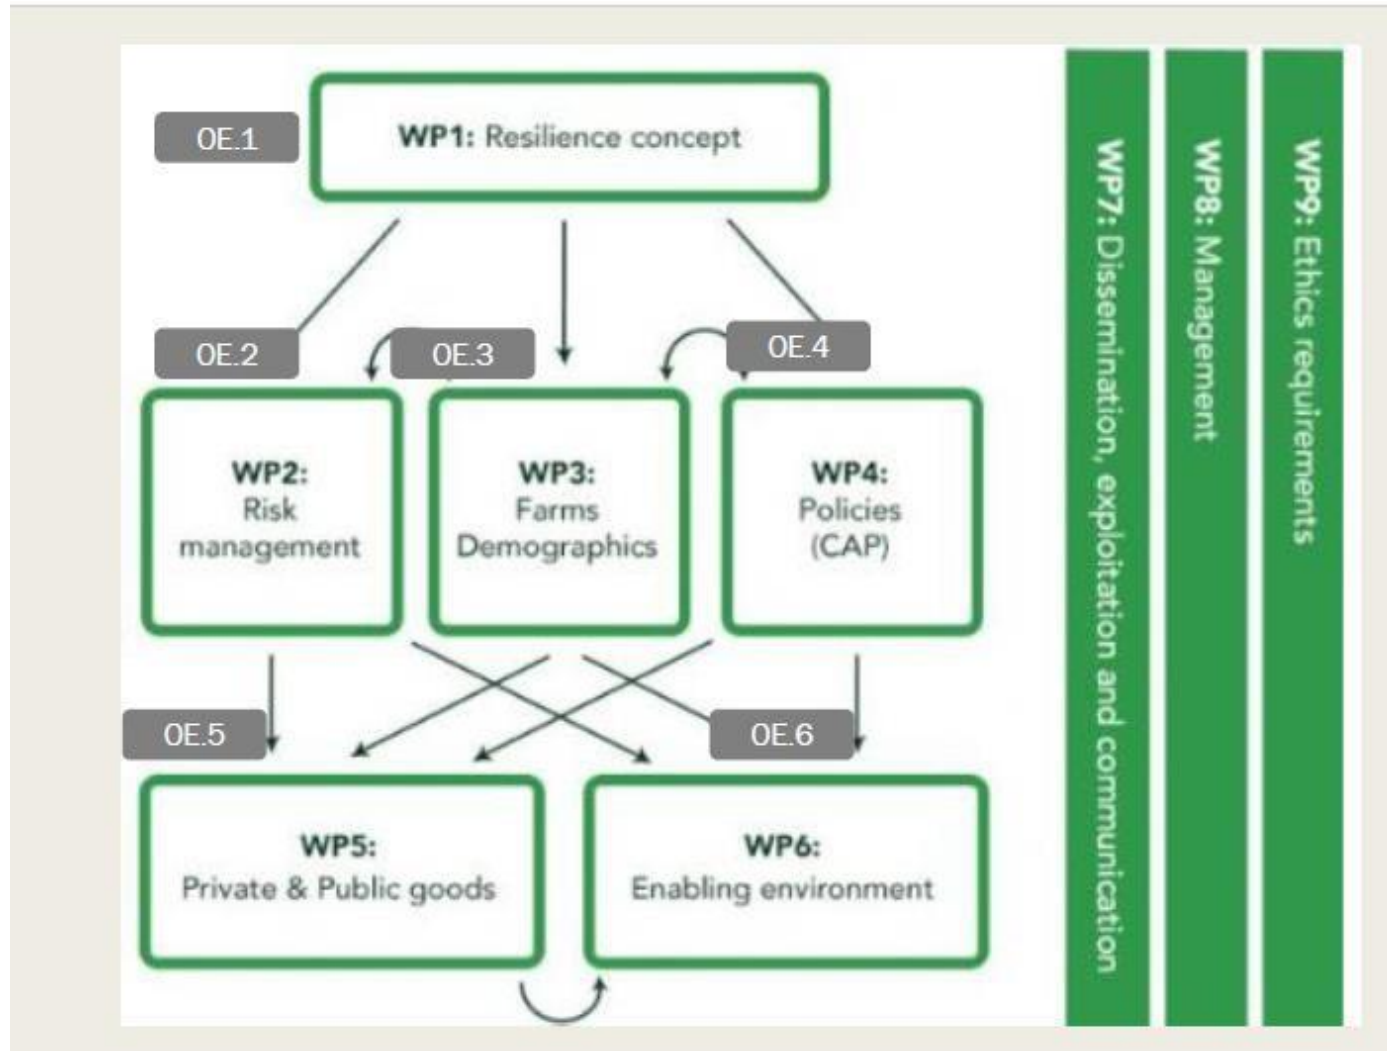 OE.1
WP1: Resilience concept
OE.2
OE.3
OE.4
WP2:
Risk
management
WP3:
Farms
Demographics
WP4:
Policies
(CAP)
OE.5
OE.6
WP5:
Private & Public goods
WP6:
Enabling environment
WP7: Dissemination, exploitation and communication
WP8: Management
WP9: Ethics requirements